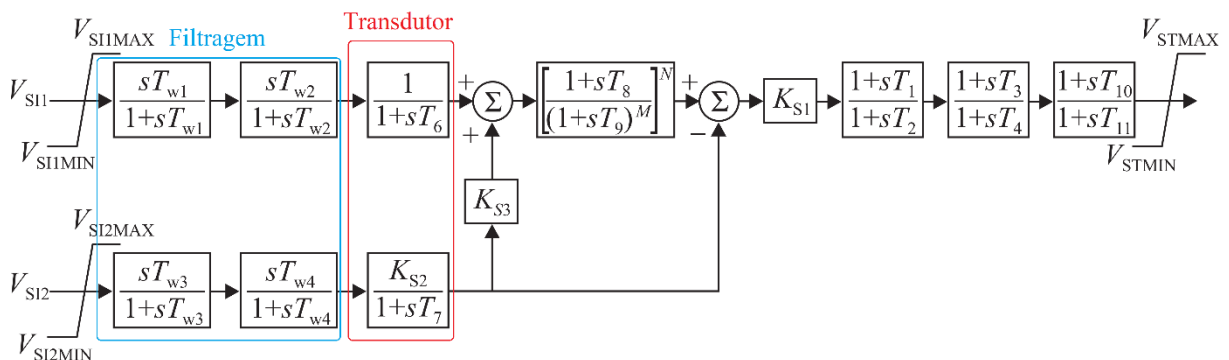 Transdutor
Filtragem
V_SI1MAX
V_STMAX
V_SI1
sT_w1
1+sT_w1
sT_w2
1+sT_w2
1
1+sT_6
+
Σ
+
[1+sT_8
(1+sT_9)^M]^N
+
Σ
−
K_S1
1+sT_1
1+sT_2
1+sT_3
1+sT_4
1+sT_10
1+sT_11
V_SI1MIN
V_STMIN
K_S3
V_SI2MAX
V_SI2
sT_w3
1+sT_w3
sT_w4
1+sT_w4
K_S2
1+sT_7
V_SI2MIN